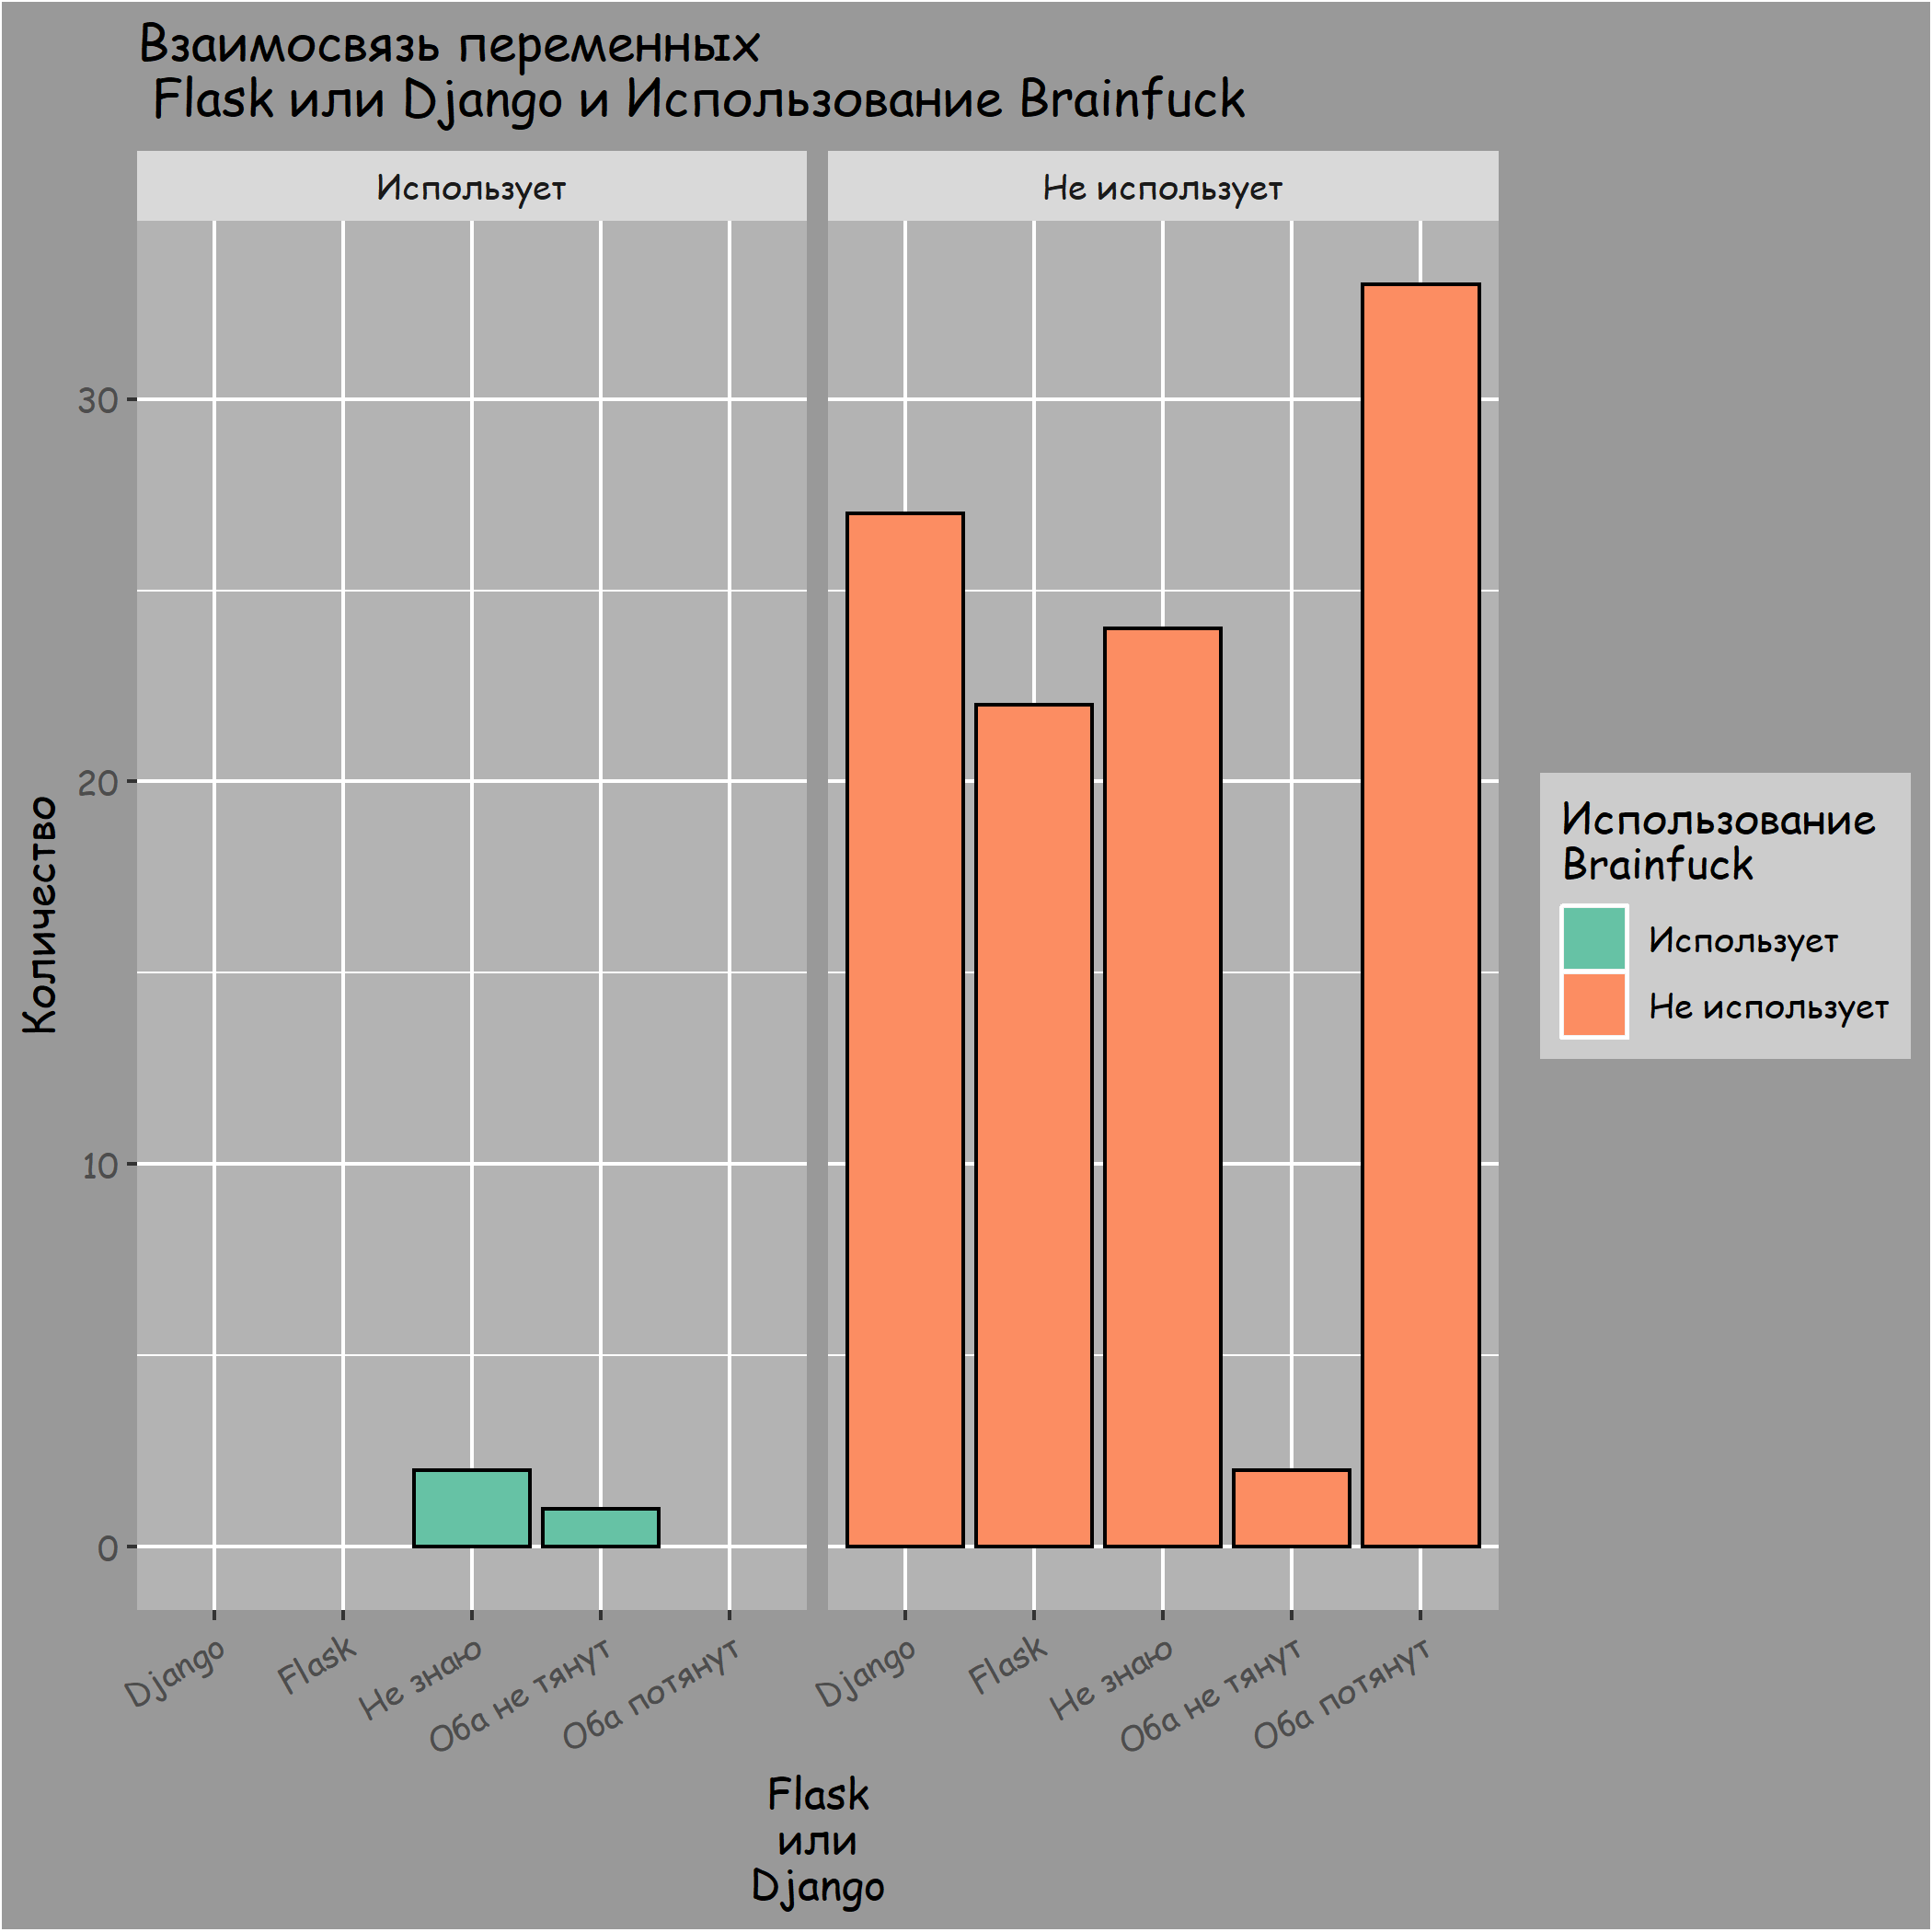 Взаимосвязь переменных
Flask или Django и Использование Brainfuck
Использует
Не использует
30
20
10
0
Количество
Django
Flask
Не знаю
Оба не тянут
Оба потянут
Django
Flask
Не знаю
Оба не тянут
Оба потянут
Flask
или
Django
Использование
Brainfuck
Использует
Не использует